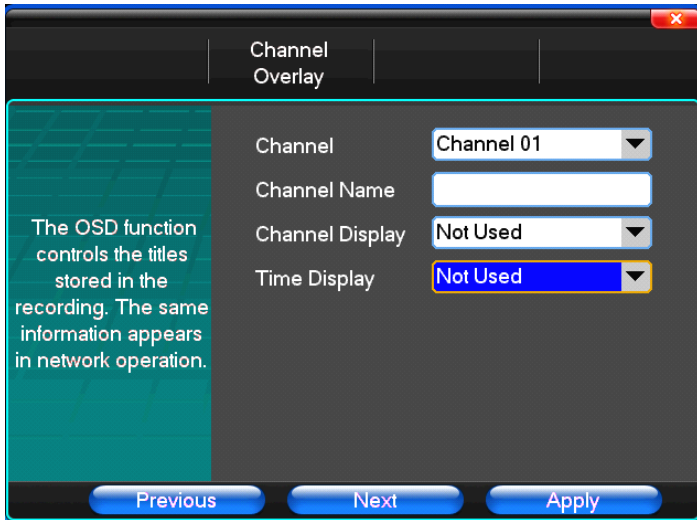 Channel
Overlay
Channel
Channel 01
Channel Name
Channel Display
Not Used
Time Display
Not Used
The OSD function
controls the titles
stored in the
recording. The same
information appears
in network operation.
Previous
Next
Apply